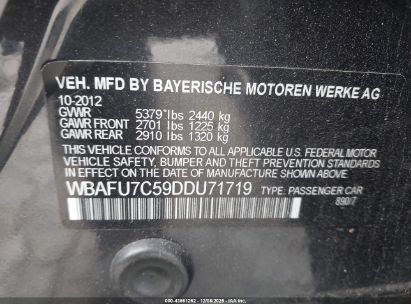 VEH. MFD BY BAYERISCHE MOTOREN WERKE AG
10-2012
GVWR 5379*lbs 2440 kg
GAWR FRONT 2701 lbs 1225 kg
GAWR REAR 2910 lbs 1320 kg
THIS VEHICLE CONFORMS TO ALL APPLICABLE U.S. FEDERAL MOTOR
VEHICLE SAFETY, BUMPER, AND THEFT PREVENTION STANDARDS
IN EFFECT ON THE DATE OF MANUFACTURE SHOWN ABOVE.
WBAFU7C59DDU71719 TYPE: PASSENGER CAR
890/7